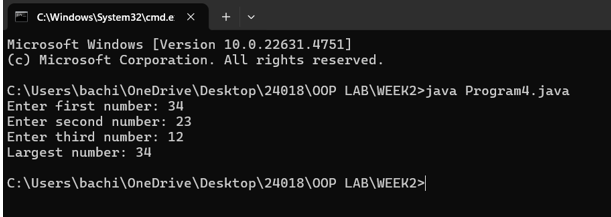 C:\Windows\System32\cmd.e:
Microsoft Windows [Version 10.0.22631.4751]
(c) Microsoft Corporation. All rights reserved.
C:\Users\bachi\OneDrive\Desktop\24018\OOP LAB\WEEK2>java Program4.java
Enter first number: 34
Enter second number: 23
Enter third number: 12
Largest number: 34
C:\Users\bachi\OneDrive\Desktop\24018\OOP LAB\WEEK2>